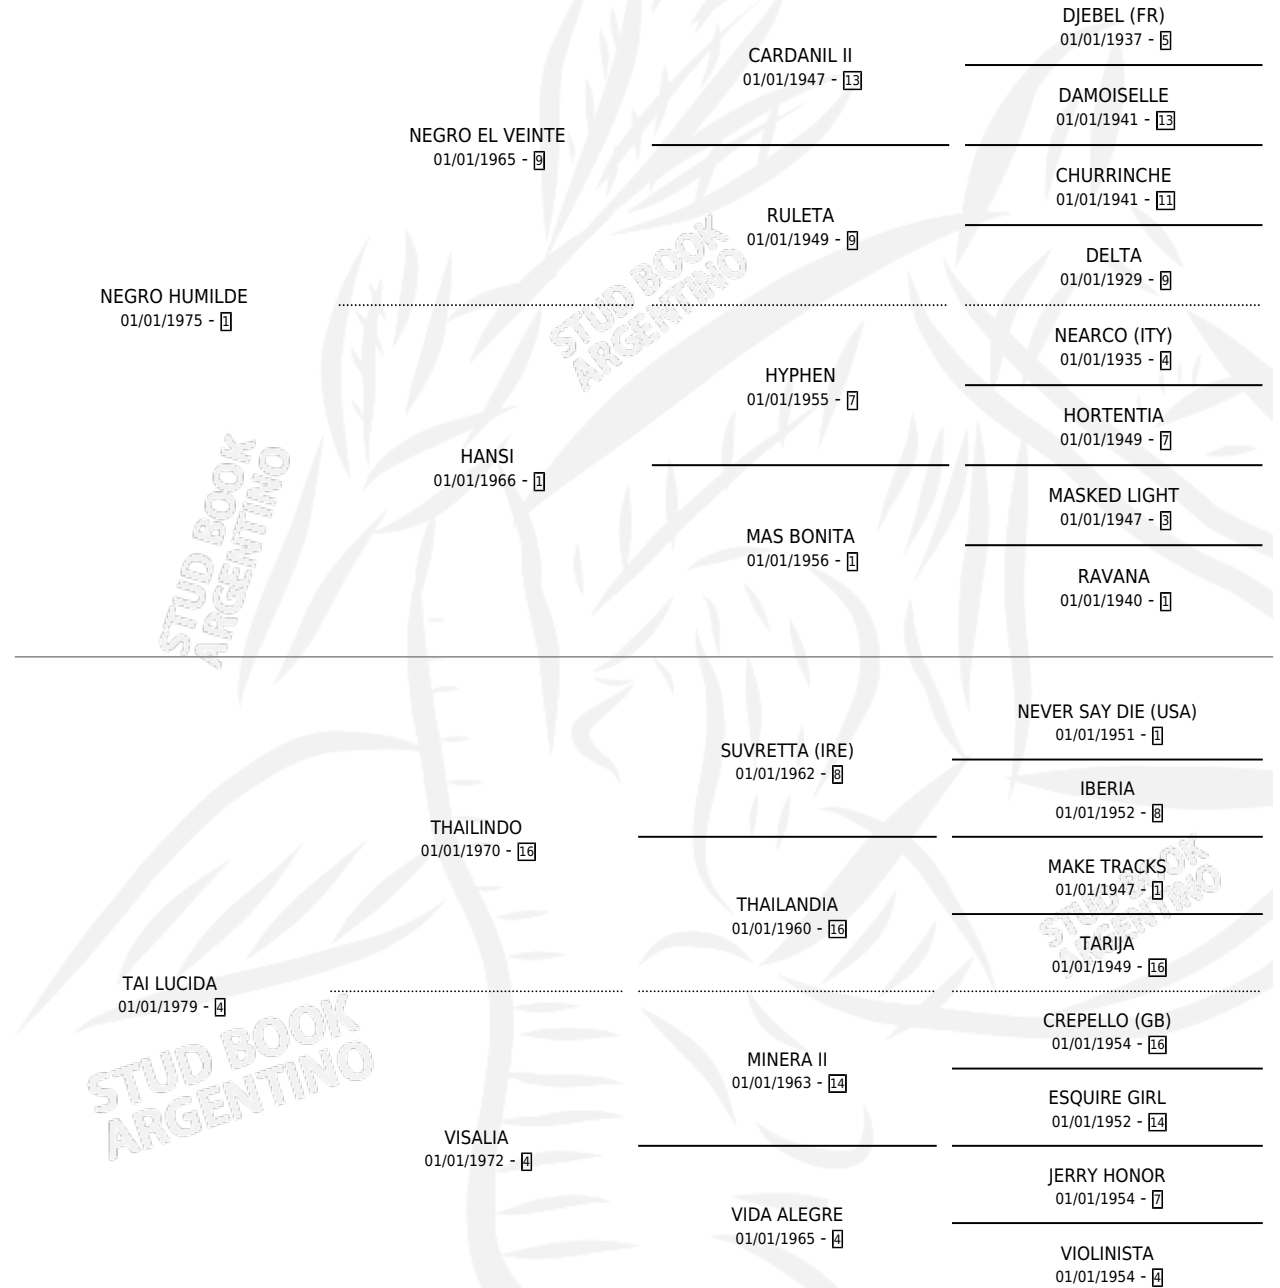 DJEBEL (FR)
01/01/1937 - 5
CARDANIL II
01/01/1947 - 13
DAMOISELLE
01/01/1941 - 13
NEGRO EL VEINTE
01/01/1965 - 9
CHURRINCHE
01/01/1941 - 11
RULETA
01/01/1949 - 9
DELTA
01/01/1929 - 9
NEGRO HUMILDE
01/01/1975 - 1
NEARCO (ITY)
01/01/1935 - 4
HYPHEN
01/01/1955 - 7
HORTENTIA
01/01/1949 - 7
HANSI
01/01/1966 - 1
MASKED LIGHT
01/01/1947 - 3
MAS BONITA
01/01/1956 - 1
RAVANA
01/01/1940 - 1
STUD BOOK
ARGENTINO
STUD BOOK
ARGENTINO
NEVER SAY DIE (USA)
01/01/1951 - 1
SUVRETTA (IRE)
01/01/1962 - 8
IBERIA
01/01/1952 - 8
THAILINDO
01/01/1970 - 16
MAKE TRACKS
01/01/1947 - 1
THAILANDIA
01/01/1960 - 16
TARIJA
01/01/1949 - 16
TAI LUCIDA
01/01/1979 - 4
CREPELLO (GB)
01/01/1954 - 16
MINERA II
01/01/1963 - 14
ESQUIRE GIRL
01/01/1952 - 14
VISALIA
01/01/1972 - 4
JERRY HONOR
01/01/1954 - 7
VIDA ALEGRE
01/01/1965 - 4
VIOLINISTA
01/01/1954 - 4
STUD BOOK
ARGENTINO
STUD BOOK
ARGENTINO